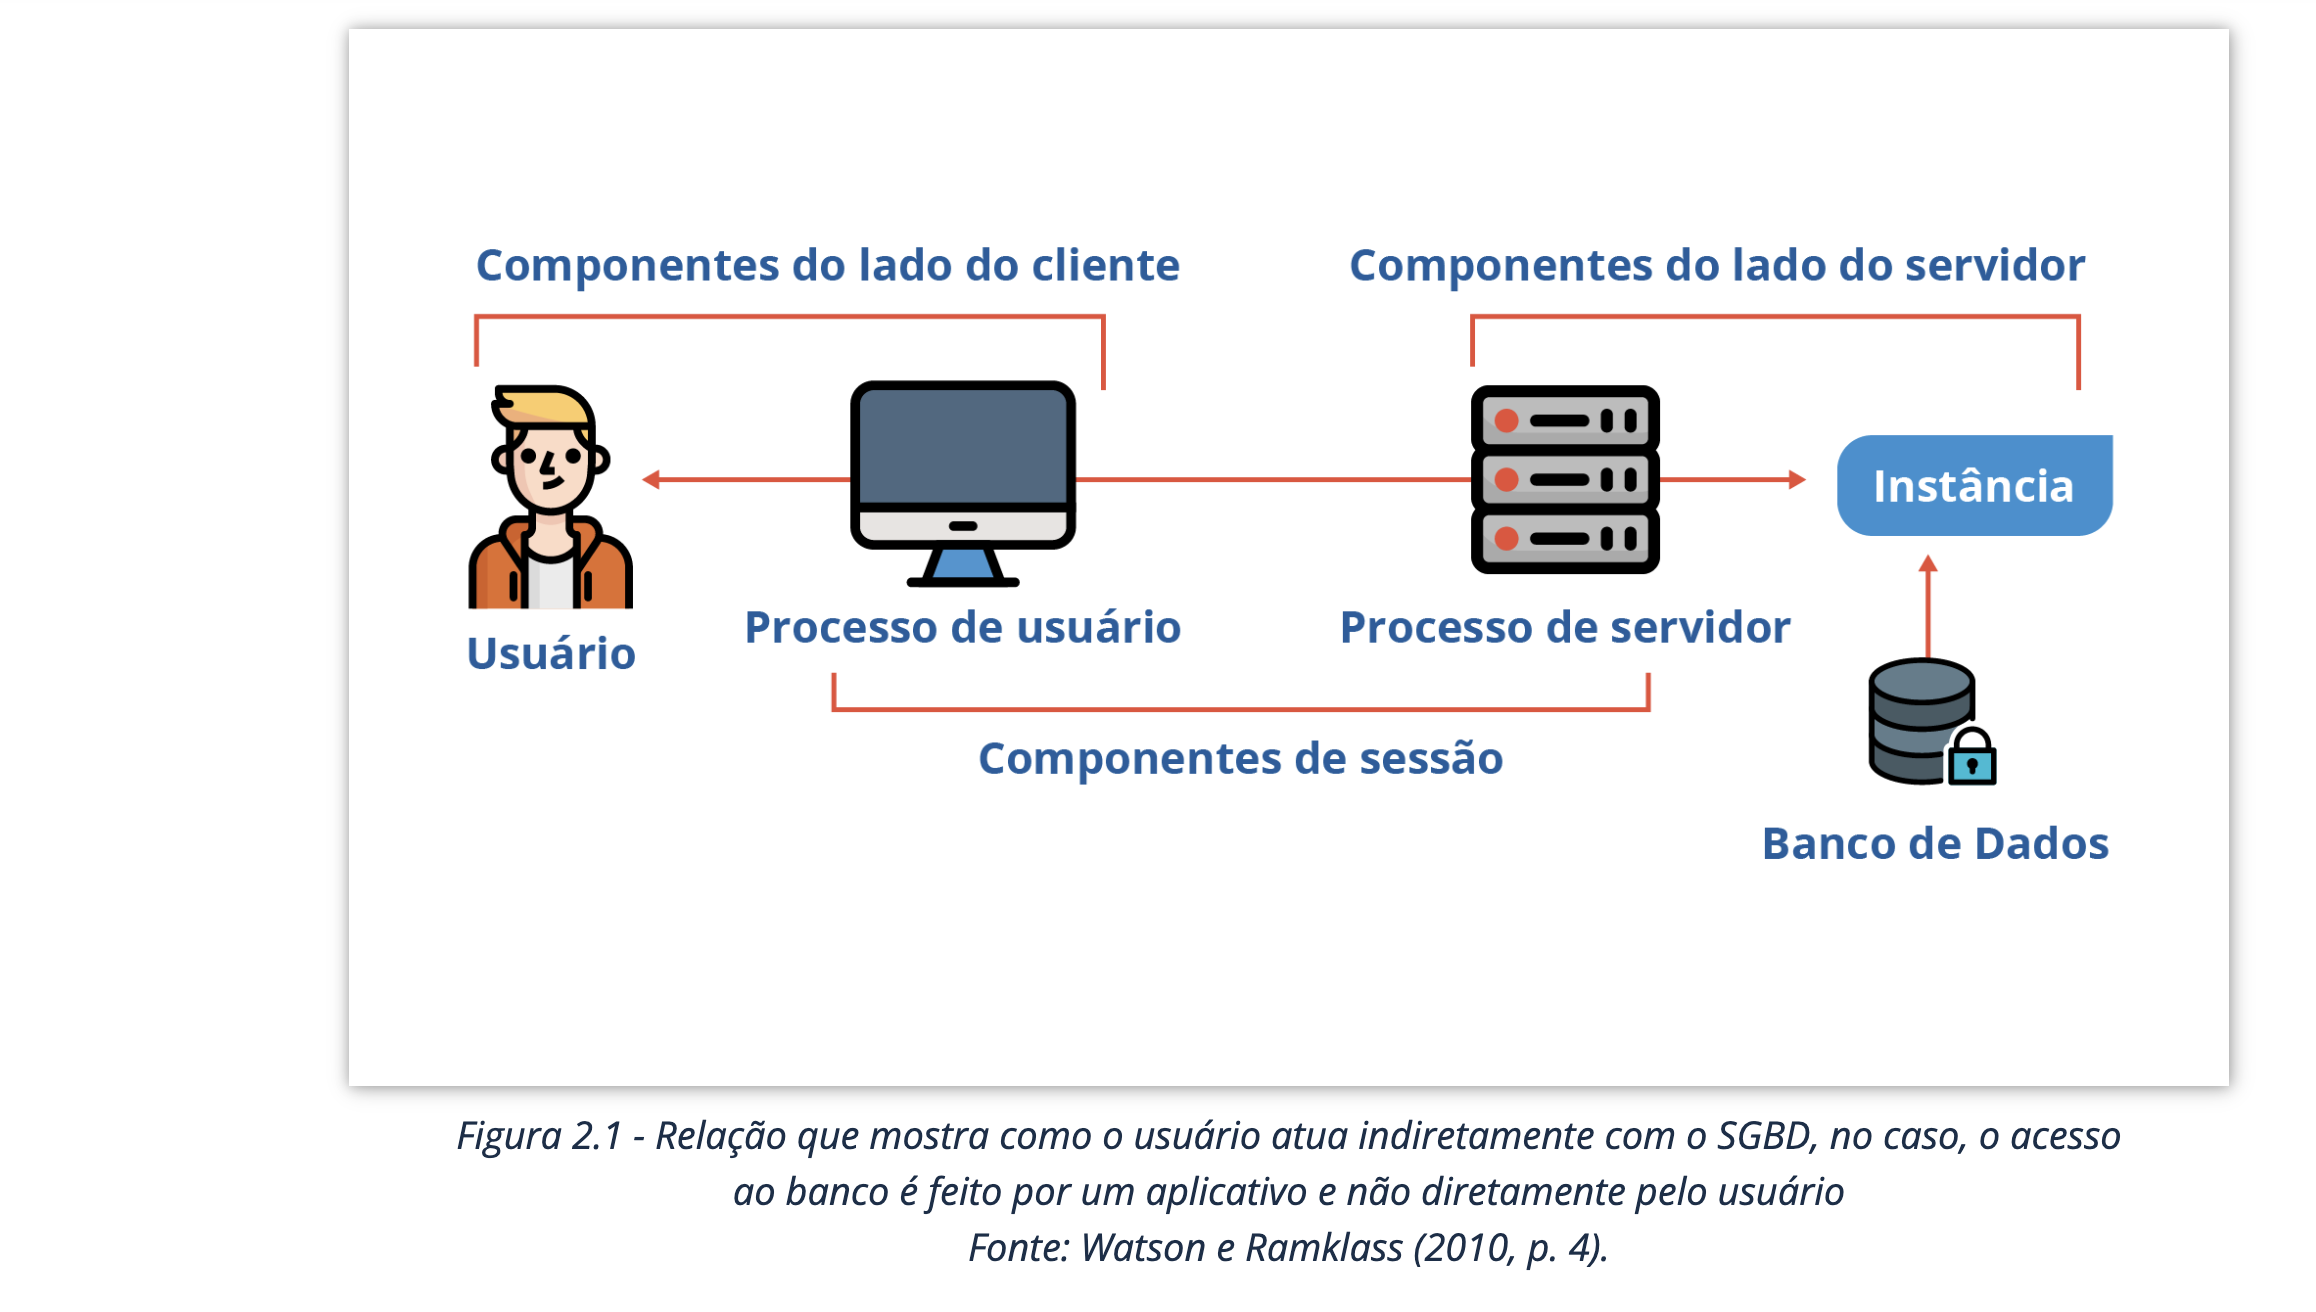 Componentes do lado do cliente
Componentes do lado do servidor
Instância
Processo de usuário
Processo de servidor
Usuário
Componentes de sessão
Banco de Dados
Figura 2.1 - Relação que mostra como o usuário atua indiretamente com o SGBD, no caso, o acesso
ao banco é feito por um aplicativo e não diretamente pelo usuário
Fonte: Watson e Ramklass (2010, p. 4).